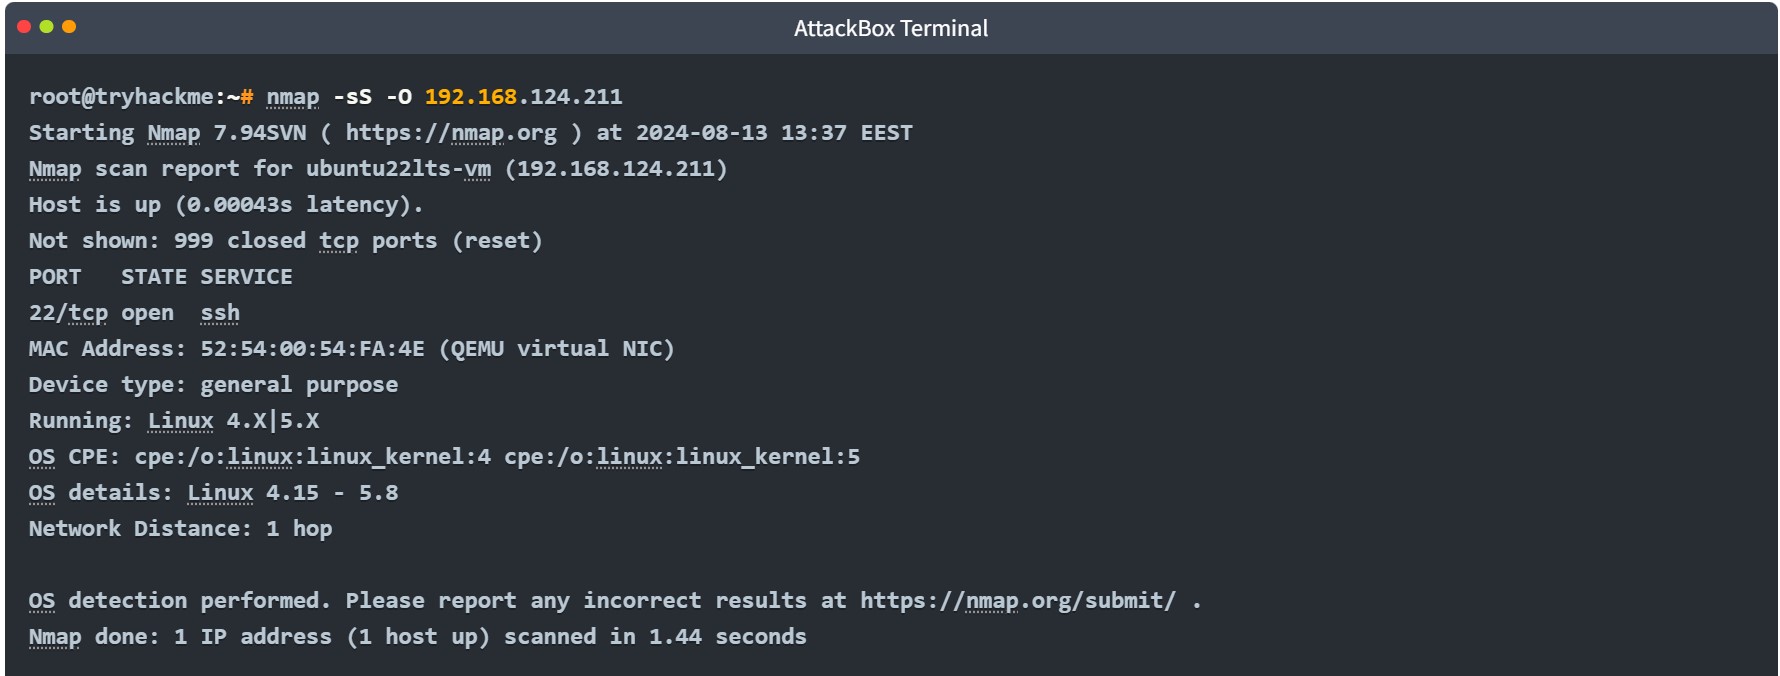 AttackBox Terminal
root@tryhackme:~# nmap -sS -O 192.168.124.211
Starting Nmap 7.94SVN ( https://nmap.org ) at 2024-08-13 13:37 EEST
Nmap scan report for ubuntu22lts-vm (192.168.124.211)
Host is up (0.00043s latency).
Not shown: 999 closed tcp ports (reset)
PORT   STATE SERVICE
22/tcp open  ssh
MAC Address: 52:54:00:54:FA:4E (QEMU virtual NIC)
Device type: general purpose
Running: Linux 4.X|5.X
OS CPE: cpe:/o:linux:linux_kernel:4 cpe:/o:linux:linux_kernel:5
OS details: Linux 4.15 - 5.8
Network Distance: 1 hop
OS detection performed. Please report any incorrect results at https://nmap.org/submit/ .
Nmap done: 1 IP address (1 host up) scanned in 1.44 seconds